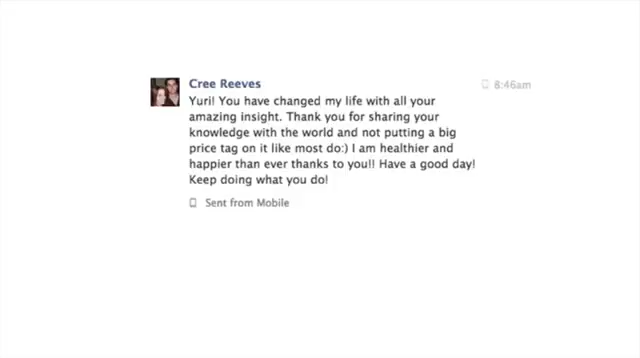 Cree Reeves
8:46am
Yuri! You have changed my life with all your
amazing insight. Thank you for sharing your
knowledge with the world and not putting a big
price tag on it like most do:) I am healthier and
happier than ever thanks to you!! Have a good day!
Keep doing what you do!
Sent from Mobile